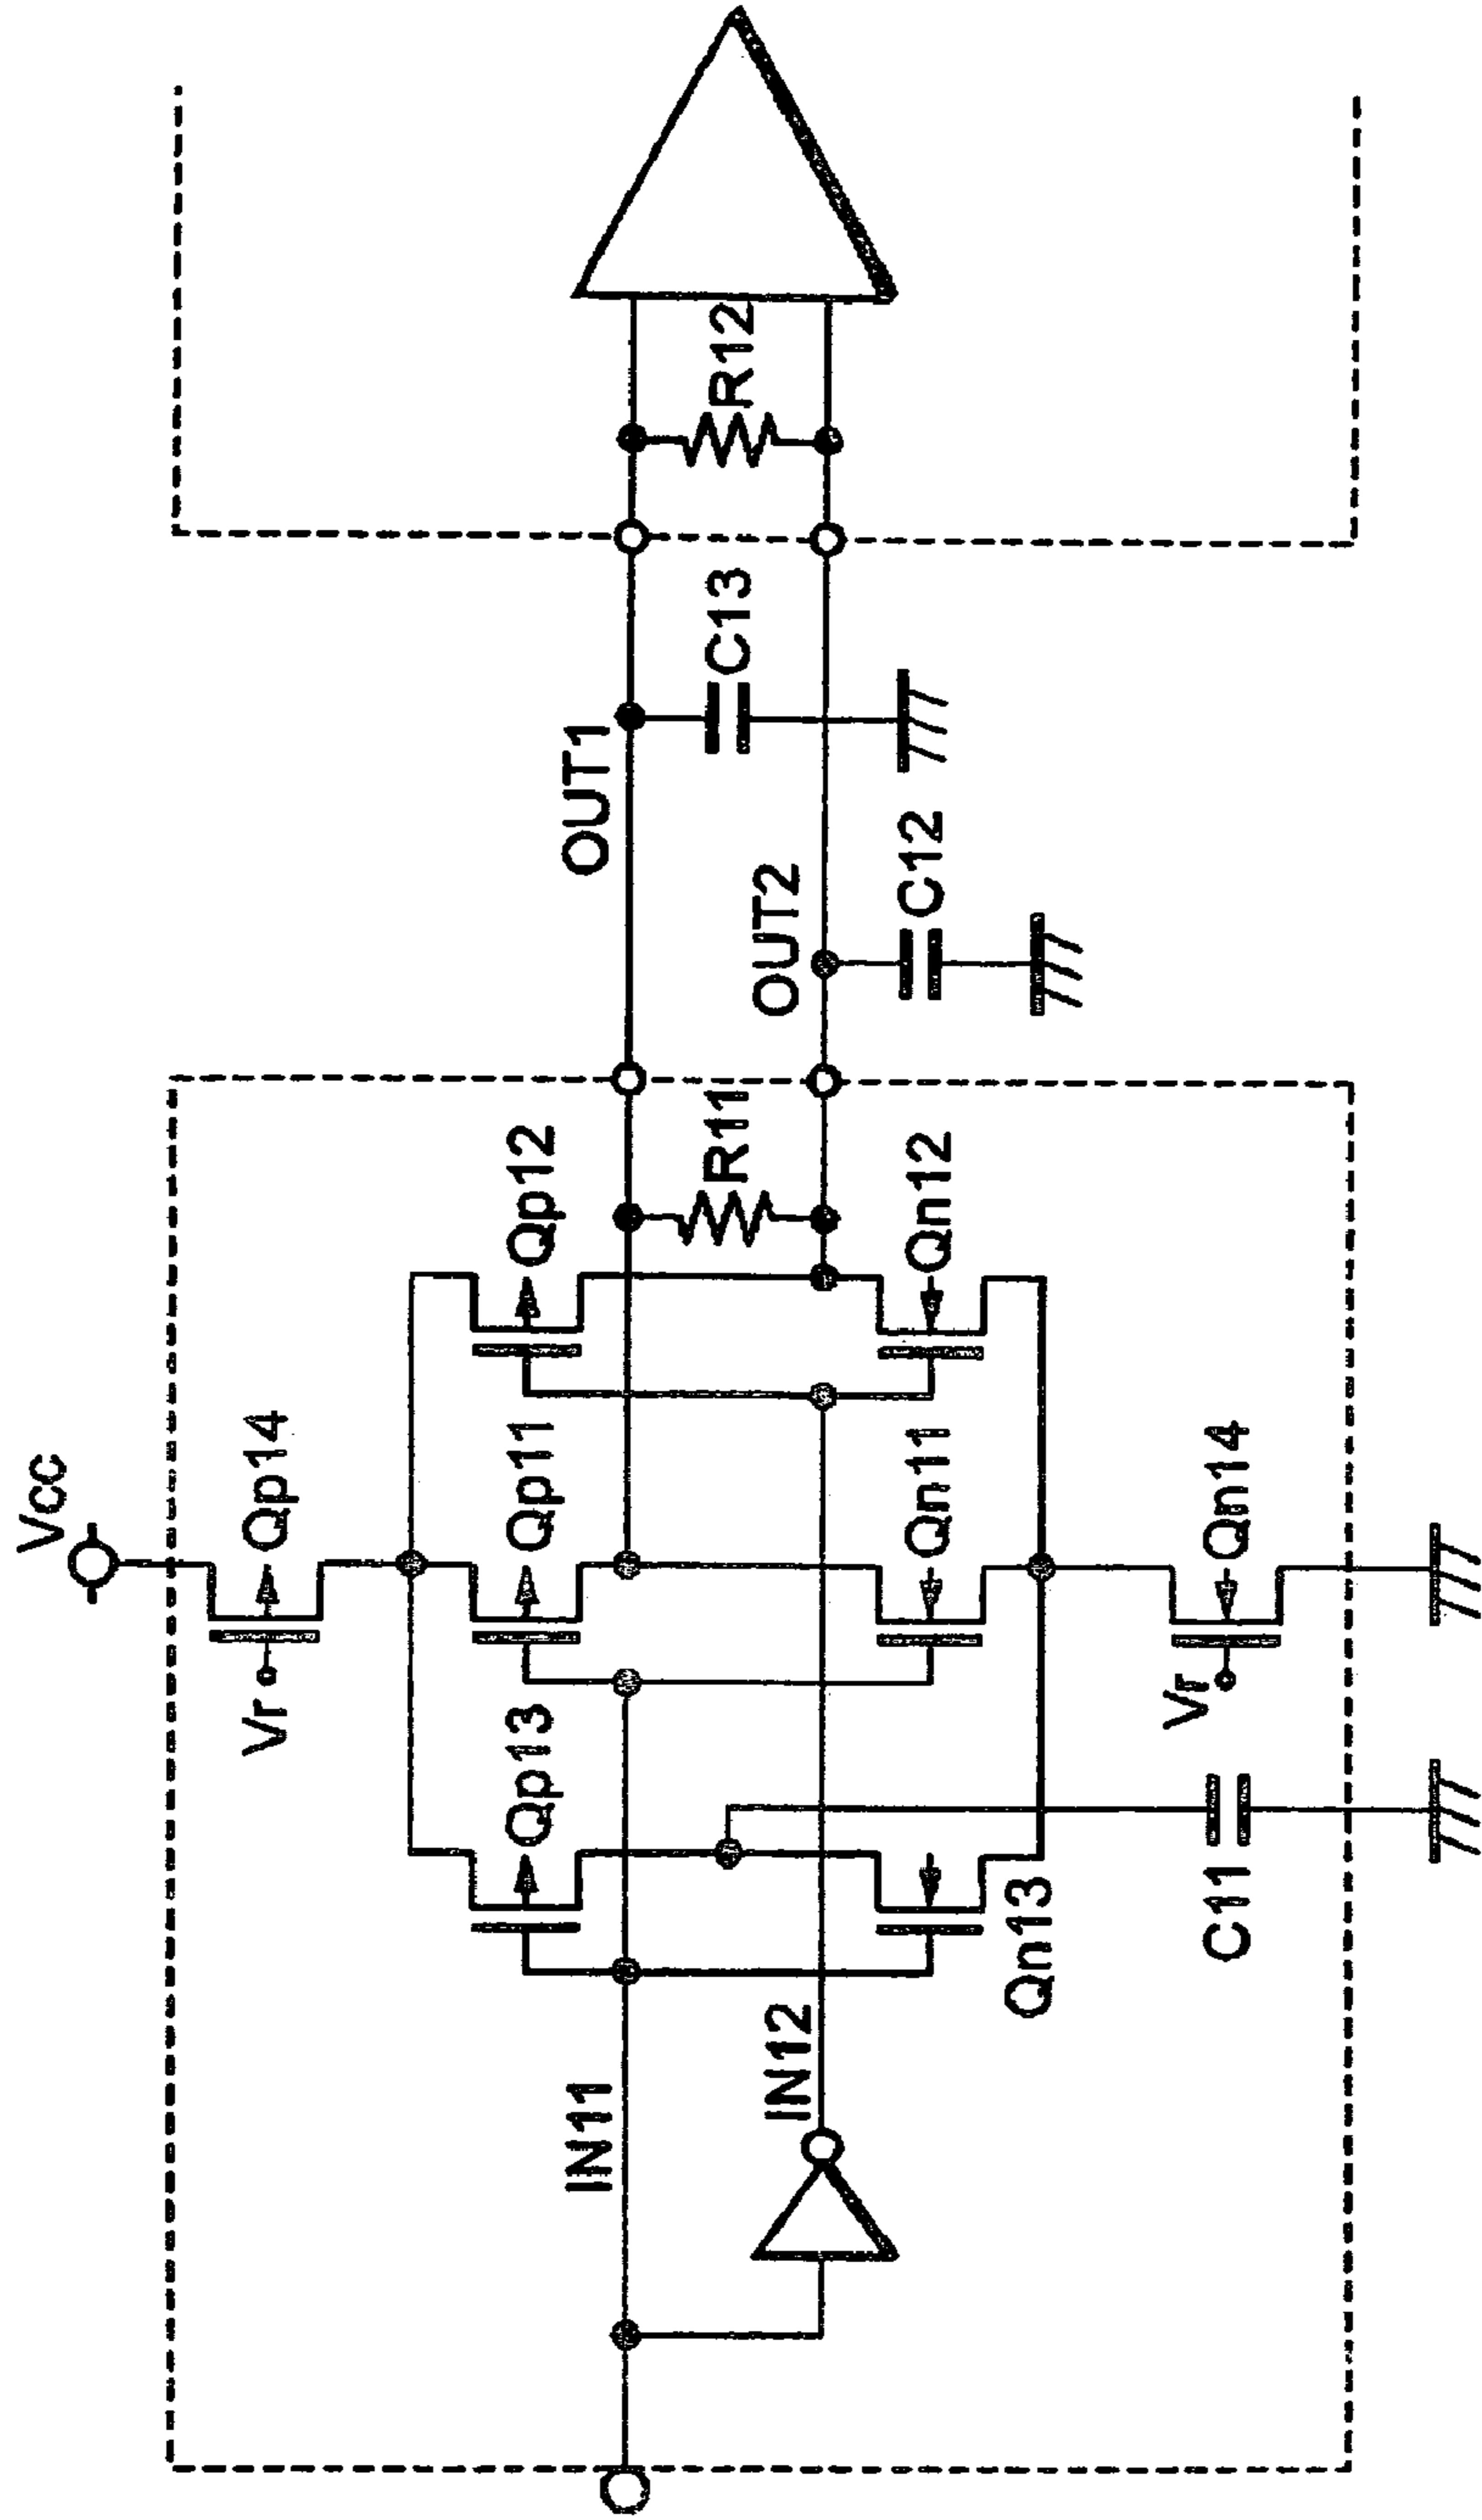 Vcc
Vr
Qp14
Qp13
Qp11
Qp12
OUT1
IN11
R11
C13
R12
IN12
OUT2
Qn11
Qn12
C12
Qn13
Vr
Qn14
C11